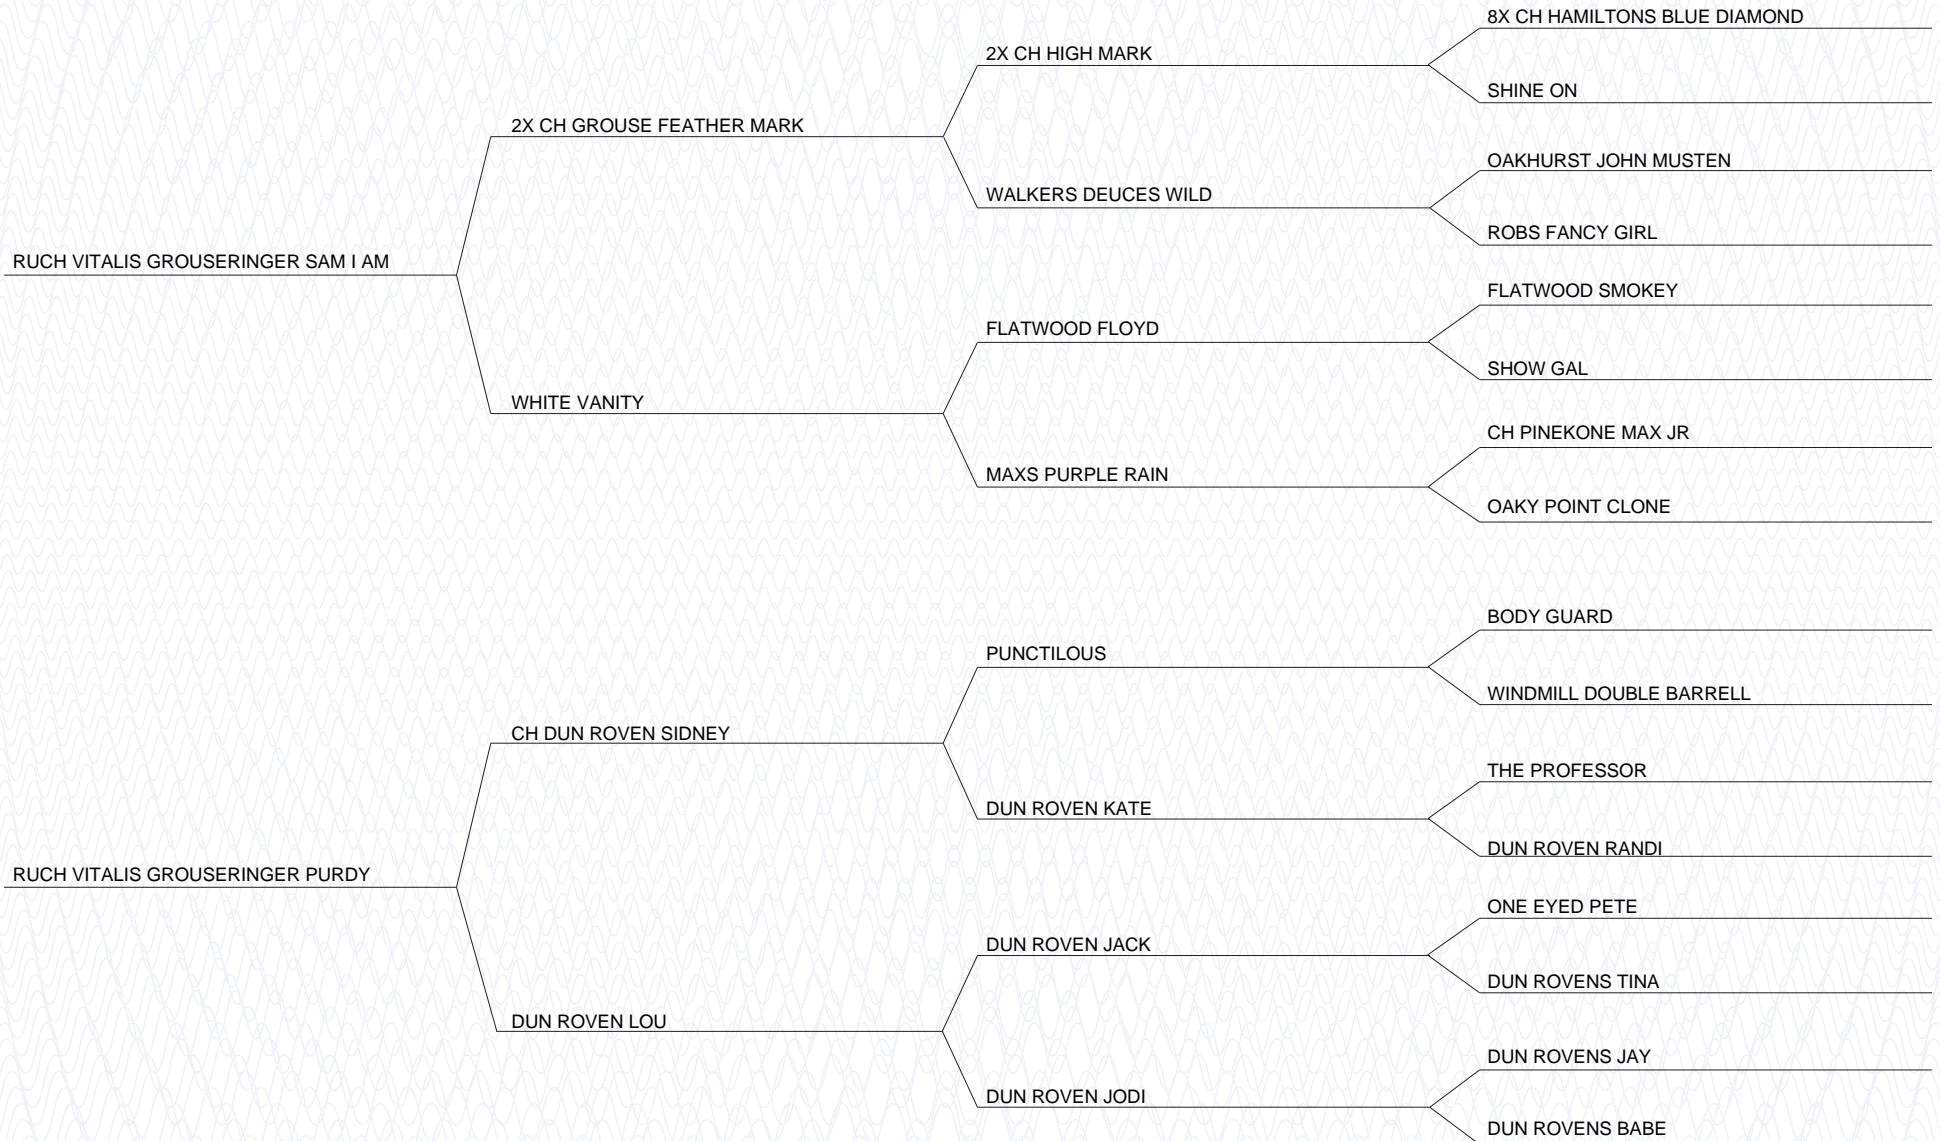 8X CH HAMILTONS BLUE DIAMOND
2X CH HIGH MARK
SHINE ON
2X CH GROUSE FEATHER MARK
OAKHURST JOHN MUSTEN
WALKERS DEUCES WILD
ROBS FANCY GIRL
RUCH VITALIS GROUSERINGER SAM I AM
FLATWOOD SMOKEY
FLATWOOD FLOYD
SHOW GAL
WHITE VANITY
CH PINEKONE MAX JR
MAXS PURPLE RAIN
OAKY POINT CLONE
BODY GUARD
PUNCTILOUS
WINDMILL DOUBLE BARRELL
CH DUN ROVEN SIDNEY
THE PROFESSOR
DUN ROVEN KATE
DUN ROVEN RANDI
RUCH VITALIS GROUSERINGER PURDY
ONE EYED PETE
DUN ROVEN JACK
DUN ROVENS TINA
DUN ROVEN LOU
DUN ROVENS JAY
DUN ROVEN JODI
DUN ROVENS BABE